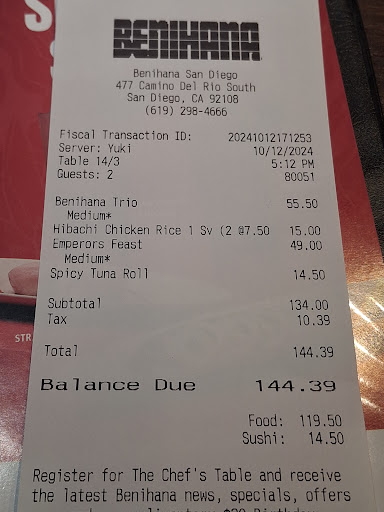 S
BENIHANA
Benihana San Diego
477 Camino Del Rio South
San Diego, CA 92108
(619) 298-4666
Fiscal Transaction ID: 20241012171253
Server: Yuki 10/12/2024
Table 14/3 5:12 PM
Guests: 2 80051
Benihana Trio 55.50
Medium*
Hibachi Chicken Rice 1 Sv (2 @7.50 15.00
Emperors Feast 49.00
Medium*
Spicy Tuna Roll 14.50
STR
Subtotal 134.00
Tax 10.39
Total 144.39
Balance Due 144.39
Food: 119.50
Sushi: 14.50
Register for The Chef's Table and receive
the latest Benihana news, specials, offers